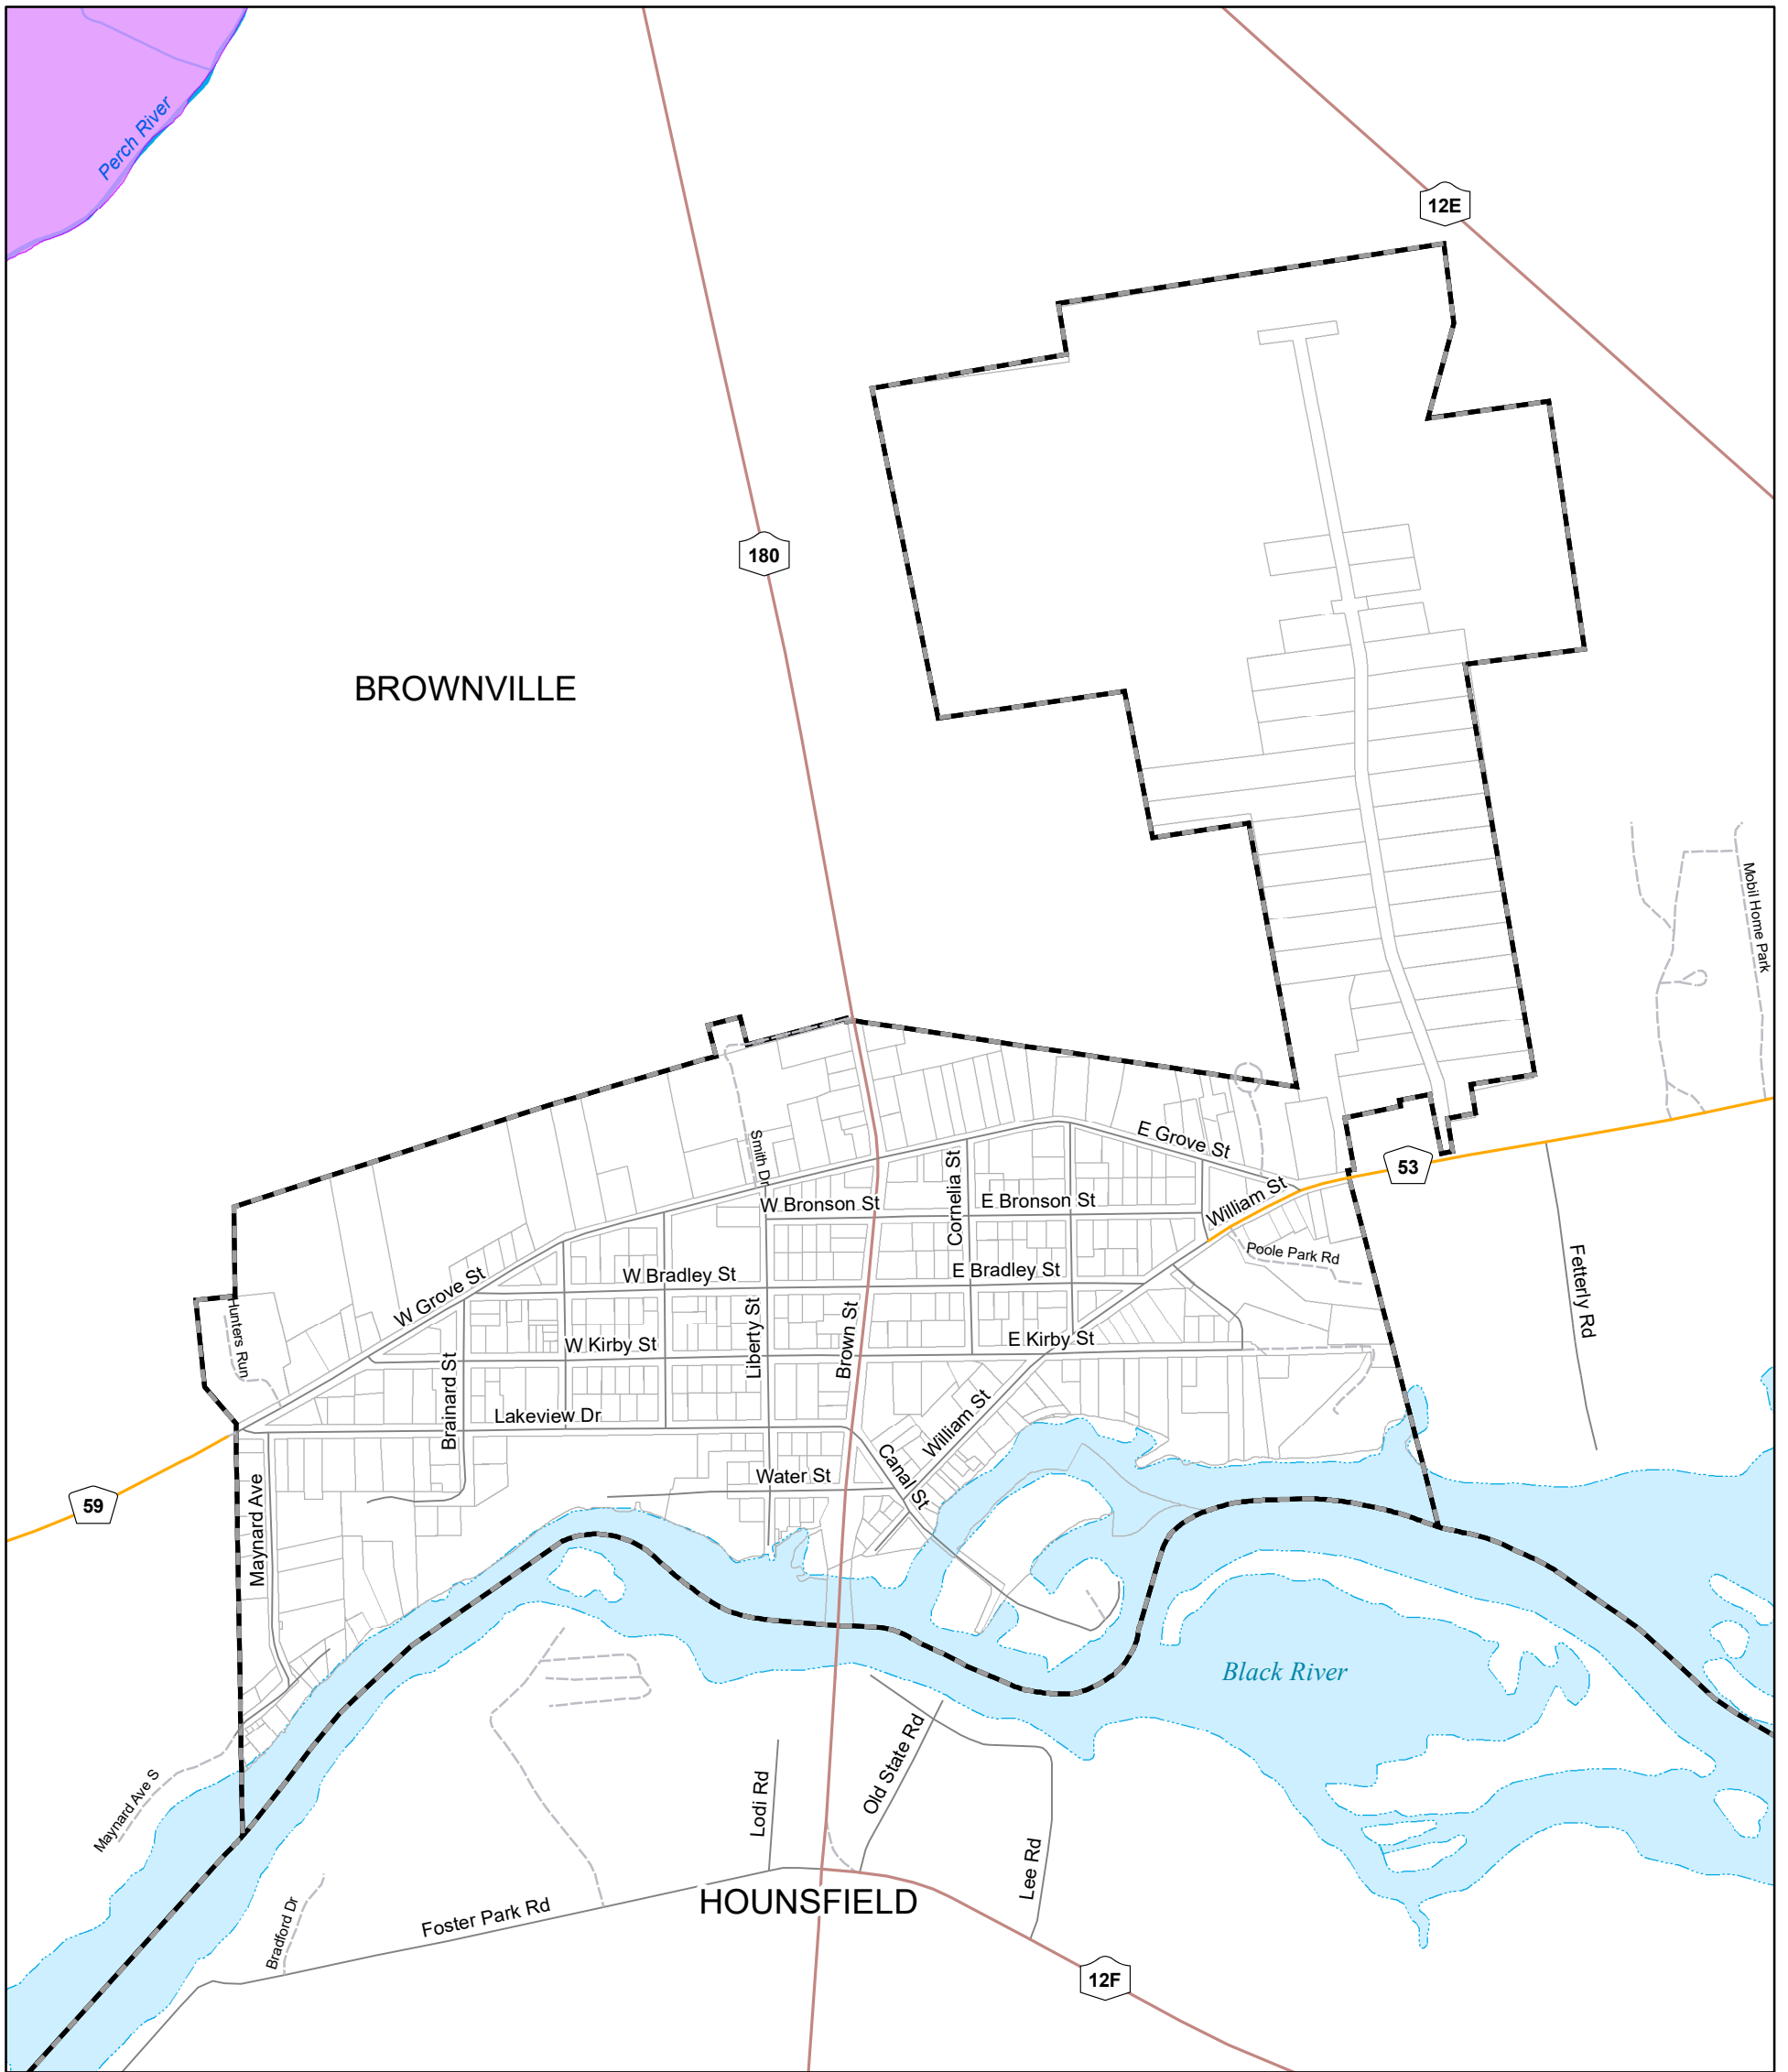 Perch River
12E
180
BROWNVILLE
Mobil Home Park
E Grove St
Smith Dr
53
Cornelia St
W Bronson St
E Bronson St
William St
Poole Park Rd
Fetterly Rd
W Bradley St
E Bradley St
W Grove St
Hunters Run
Liberty St
Brown St
W Kirby St
E Kirby St
Brainard St
Lakeview Dr
William St
Canal St
Water St
59
Maynard Ave
Black River
Maynard Ave S
Lodi Rd
Old State Rd
Lee Rd
HOUNSFIELD
Foster Park Rd
Bradford Dr
12F